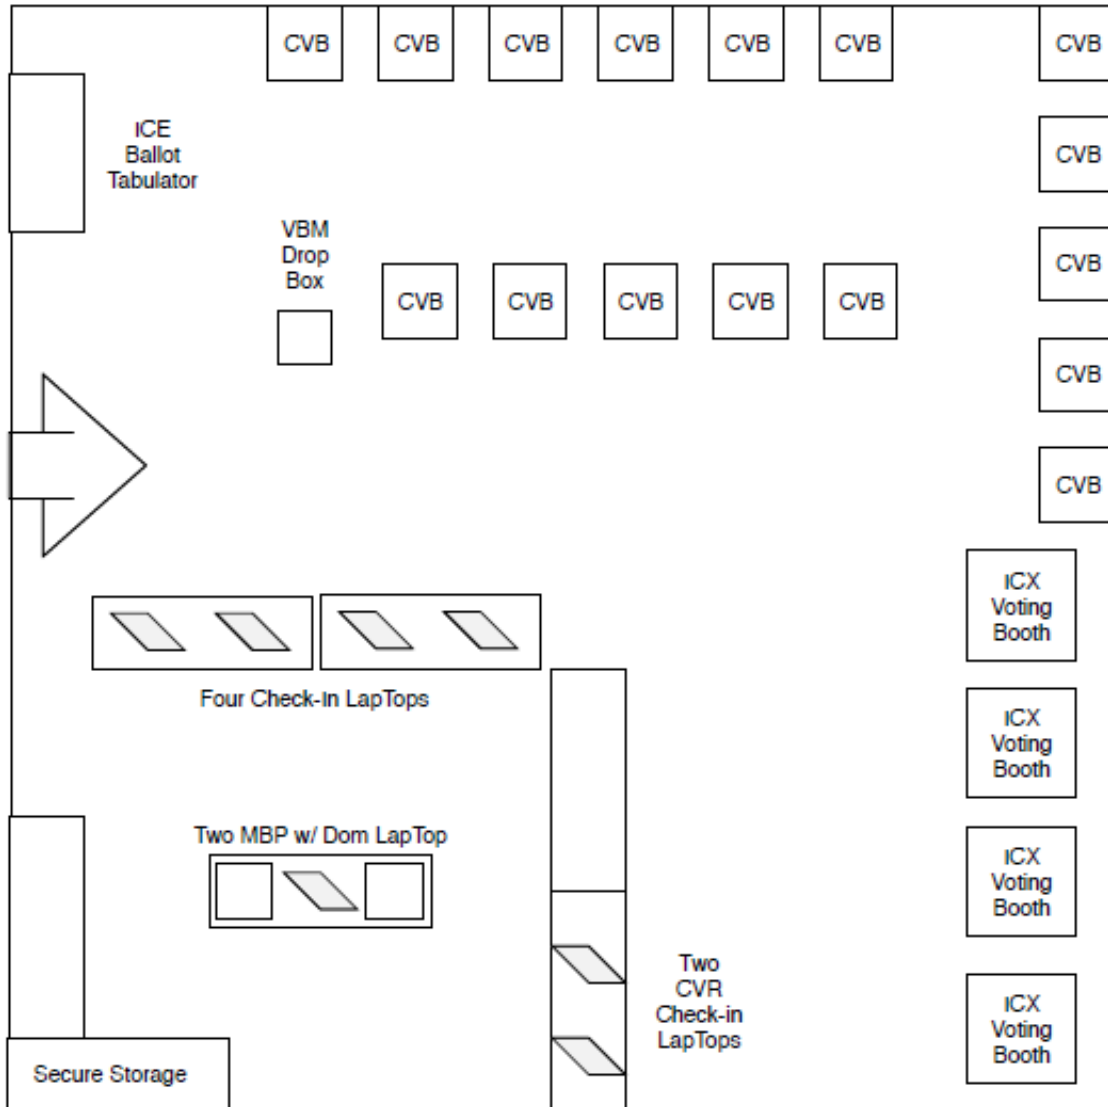 CVB
CVB
CVB
CVB
CVB
CVB
CVB
ICE
Ballot
Tabulator
CVB
VBM
Drop
Box
CVB
CVB
CVB
CVB
CVB
CVB
CVB
CVB
ICX
Voting
Booth
Four Check-in LapTops
ICX
Voting
Booth
Two MBP w/ Dom LapTop
ICX
Voting
Booth
Two
CVR
Check-in
LapTops
ICX
Voting
Booth
Secure Storage